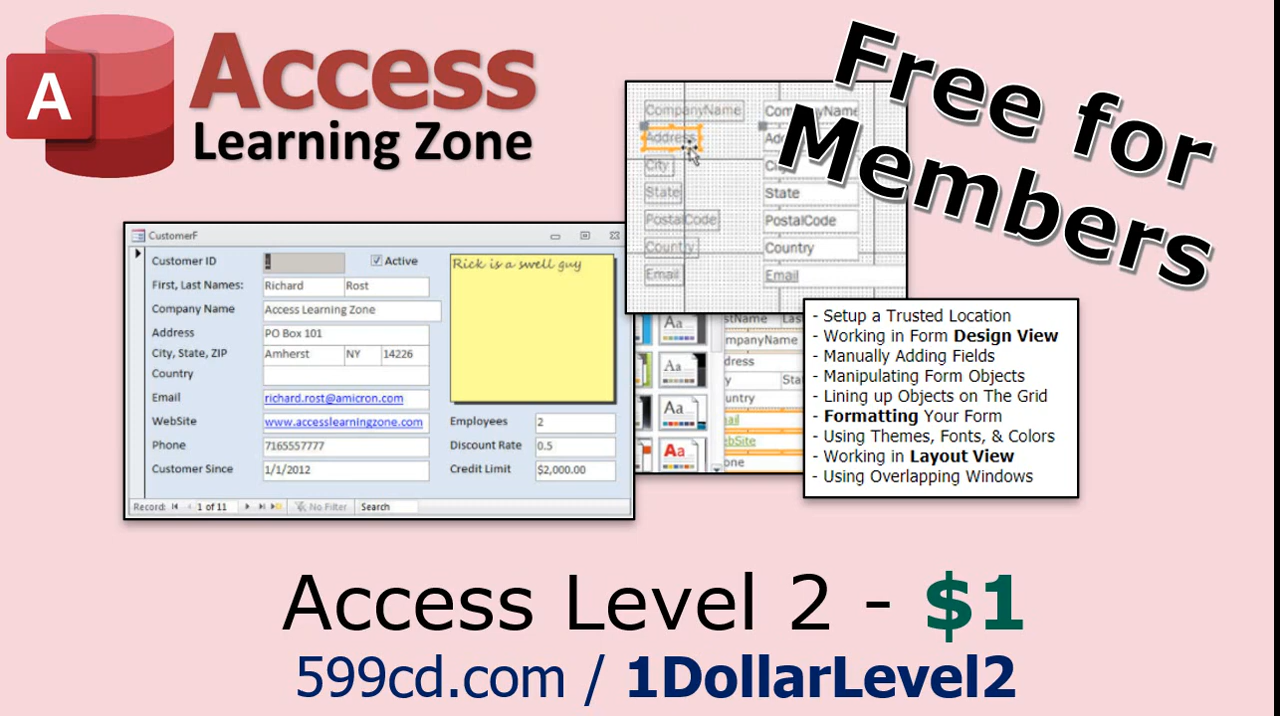 A
Access
Learning Zone
Free for
Members
CompanyName CompanyName
Address
City
State State
PostalCode PostalCode
Country Country
Email Email
CustomerF
Customer ID Active
First, Last Names: Richard Rost
Company Name Access Learning Zone
Address PO Box 101
City, State, ZIP Amherst NY 14226
Country
Email richard.rost@amicron.com
WebSite www.accesslearningzone.com
Phone 7165557777
Customer Since 1/1/2012
Rick is a swell guy
Employees 2
Discount Rate 0.5
Credit Limit $2,000.00
Record: 1 of 11 No Filter Search
Aa
Aa
Aa
Aa
- Setup a Trusted Location
- Working in Form Design View
- Manually Adding Fields
- Manipulating Form Objects
- Lining up Objects on The Grid
- Formatting Your Form
- Using Themes, Fonts, & Colors
- Working in Layout View
- Using Overlapping Windows
Access Level 2 - $1
599cd.com / 1DollarLevel2